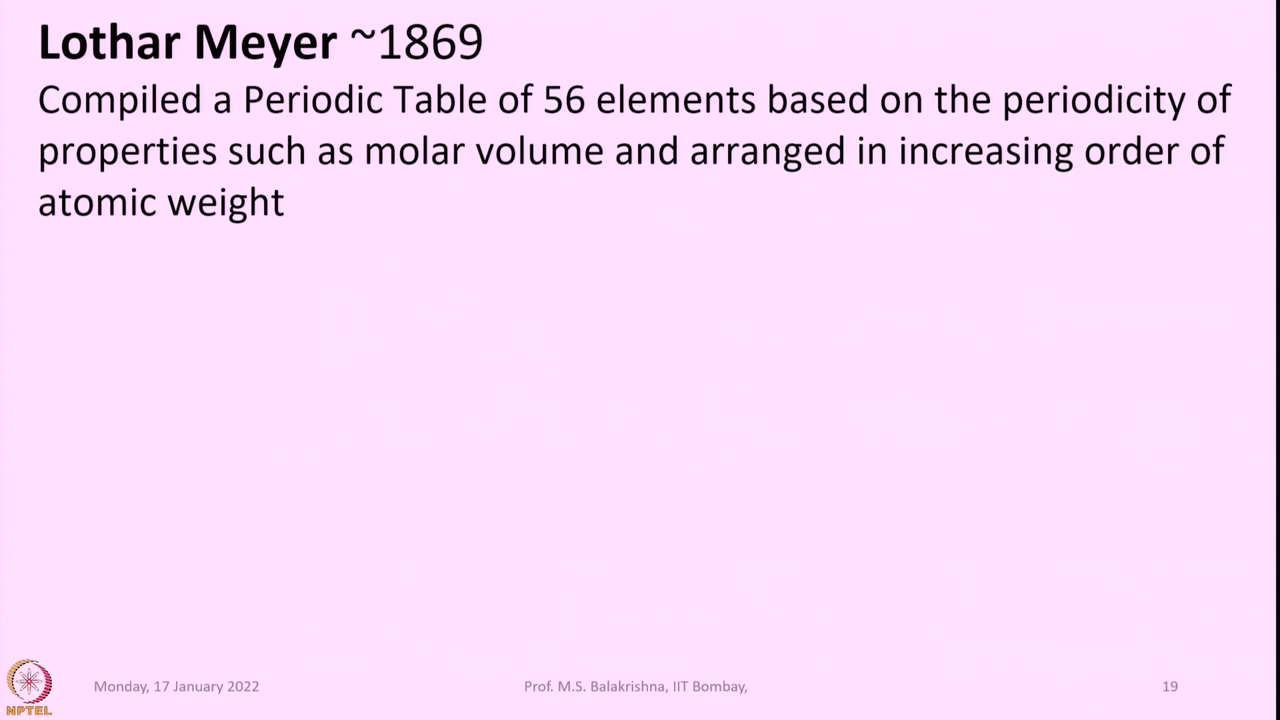 Lothar Meyer ~1869
Compiled a Periodic Table of 56 elements based on the periodicity of
properties such as molar volume and arranged in increasing order of
atomic weight
NPTEL
Monday, 17 January 2022
Prof. M.S. Balakrishna, IIT Bombay,
19